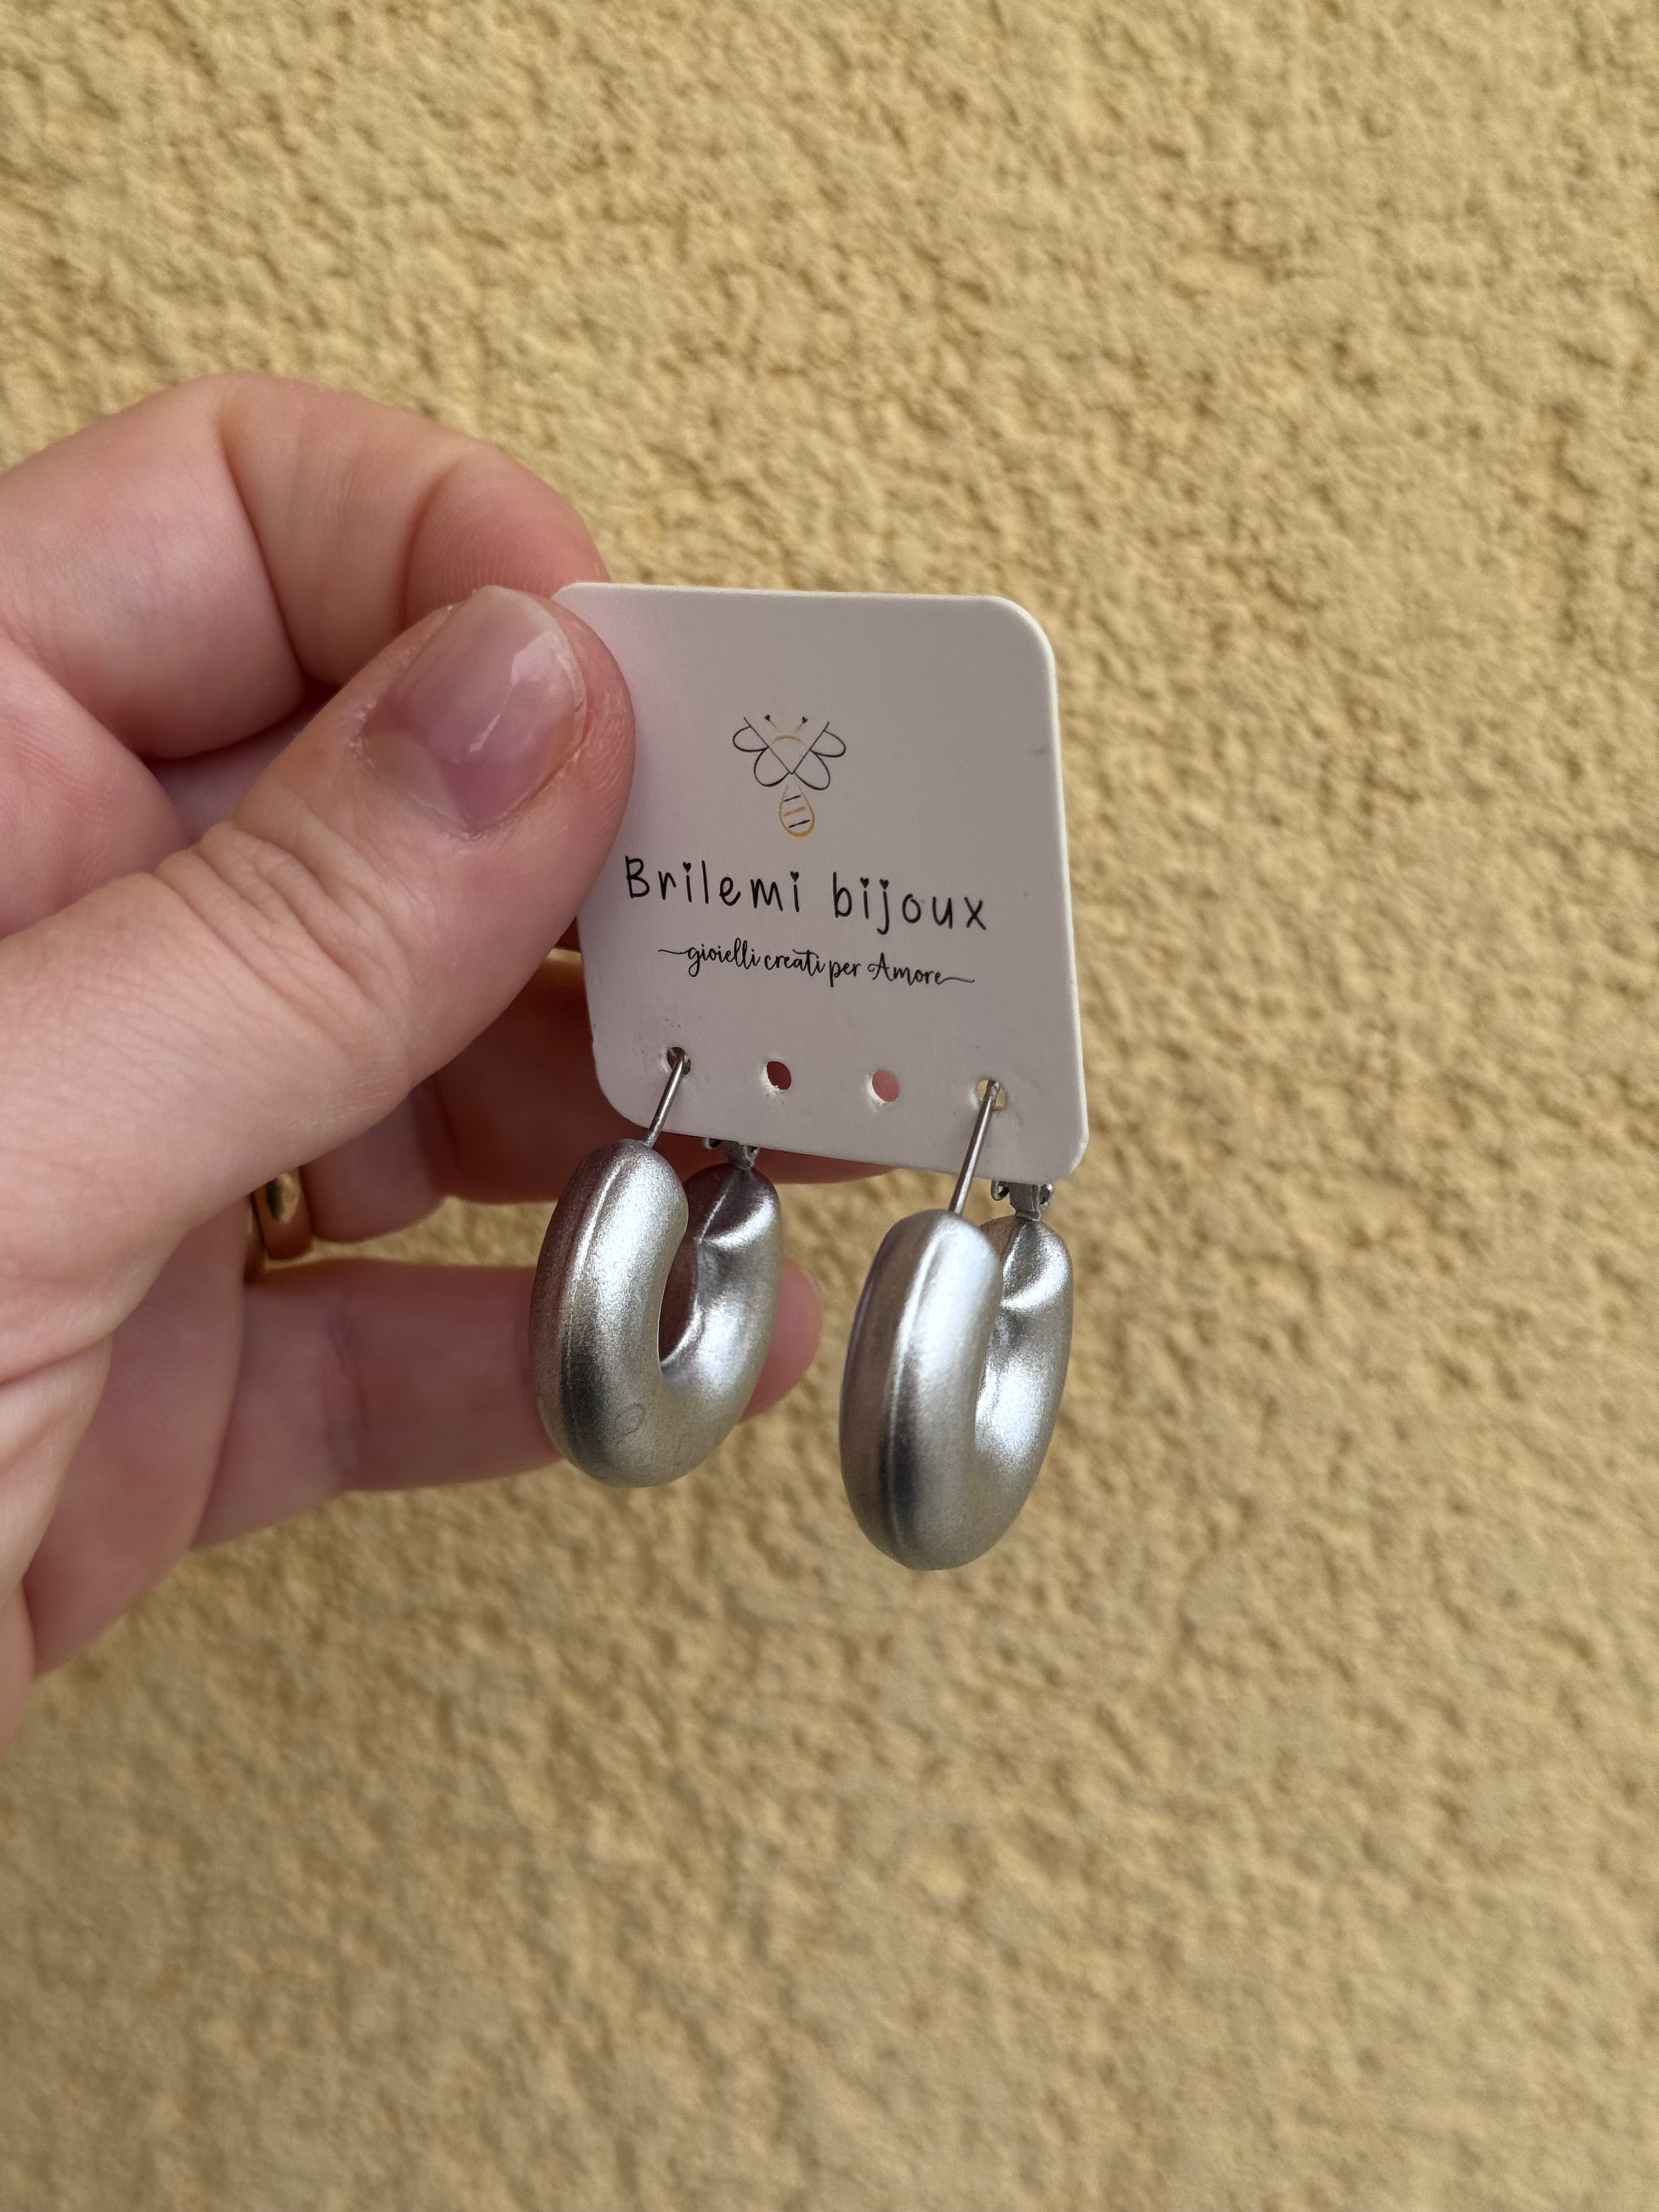 Brilemi bijoux
gioielli creati per Amore